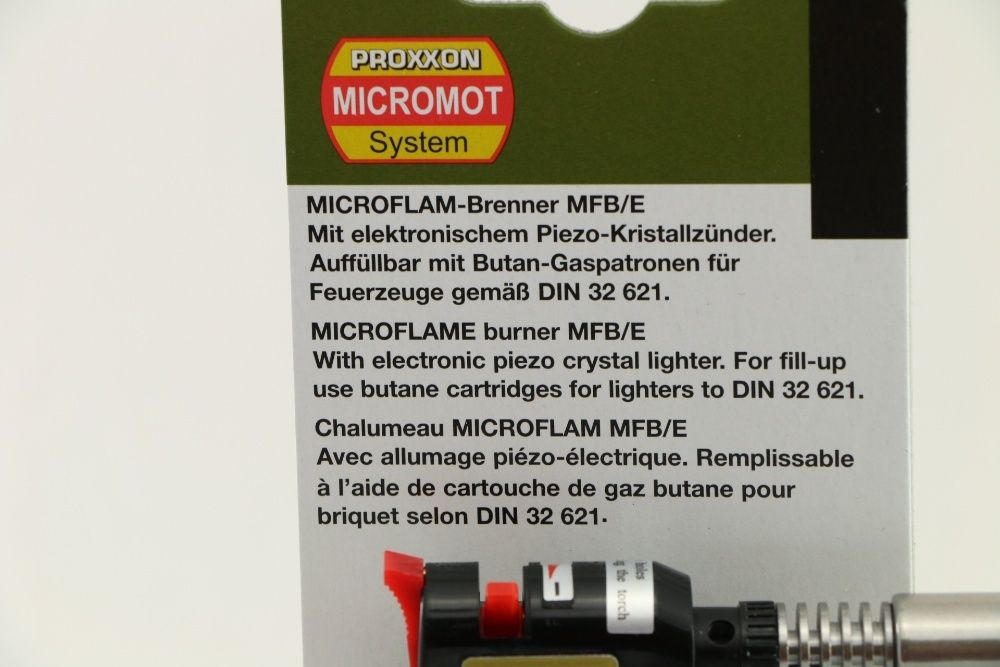 PROXXON
MICROMOT
System
MICROFLAM-Brenner MFB/E
Mit elektronischem Piezo-Kristallzünder.
Auffüllbar mit Butan-Gaspatronen für
Feuerzeuge gemäß DIN 32 621.
MICROFLAME burner MFB/E
With electronic piezo crystal lighter. For fill-up
use butane cartridges for lighters to DIN 32 621.
Chalumeau MICROFLAM MFB/E
Avec allumage piézo-électrique. Remplissable
à l'aide de cartouche de gaz butane pour
briquet selon DIN 32 621.
the torch